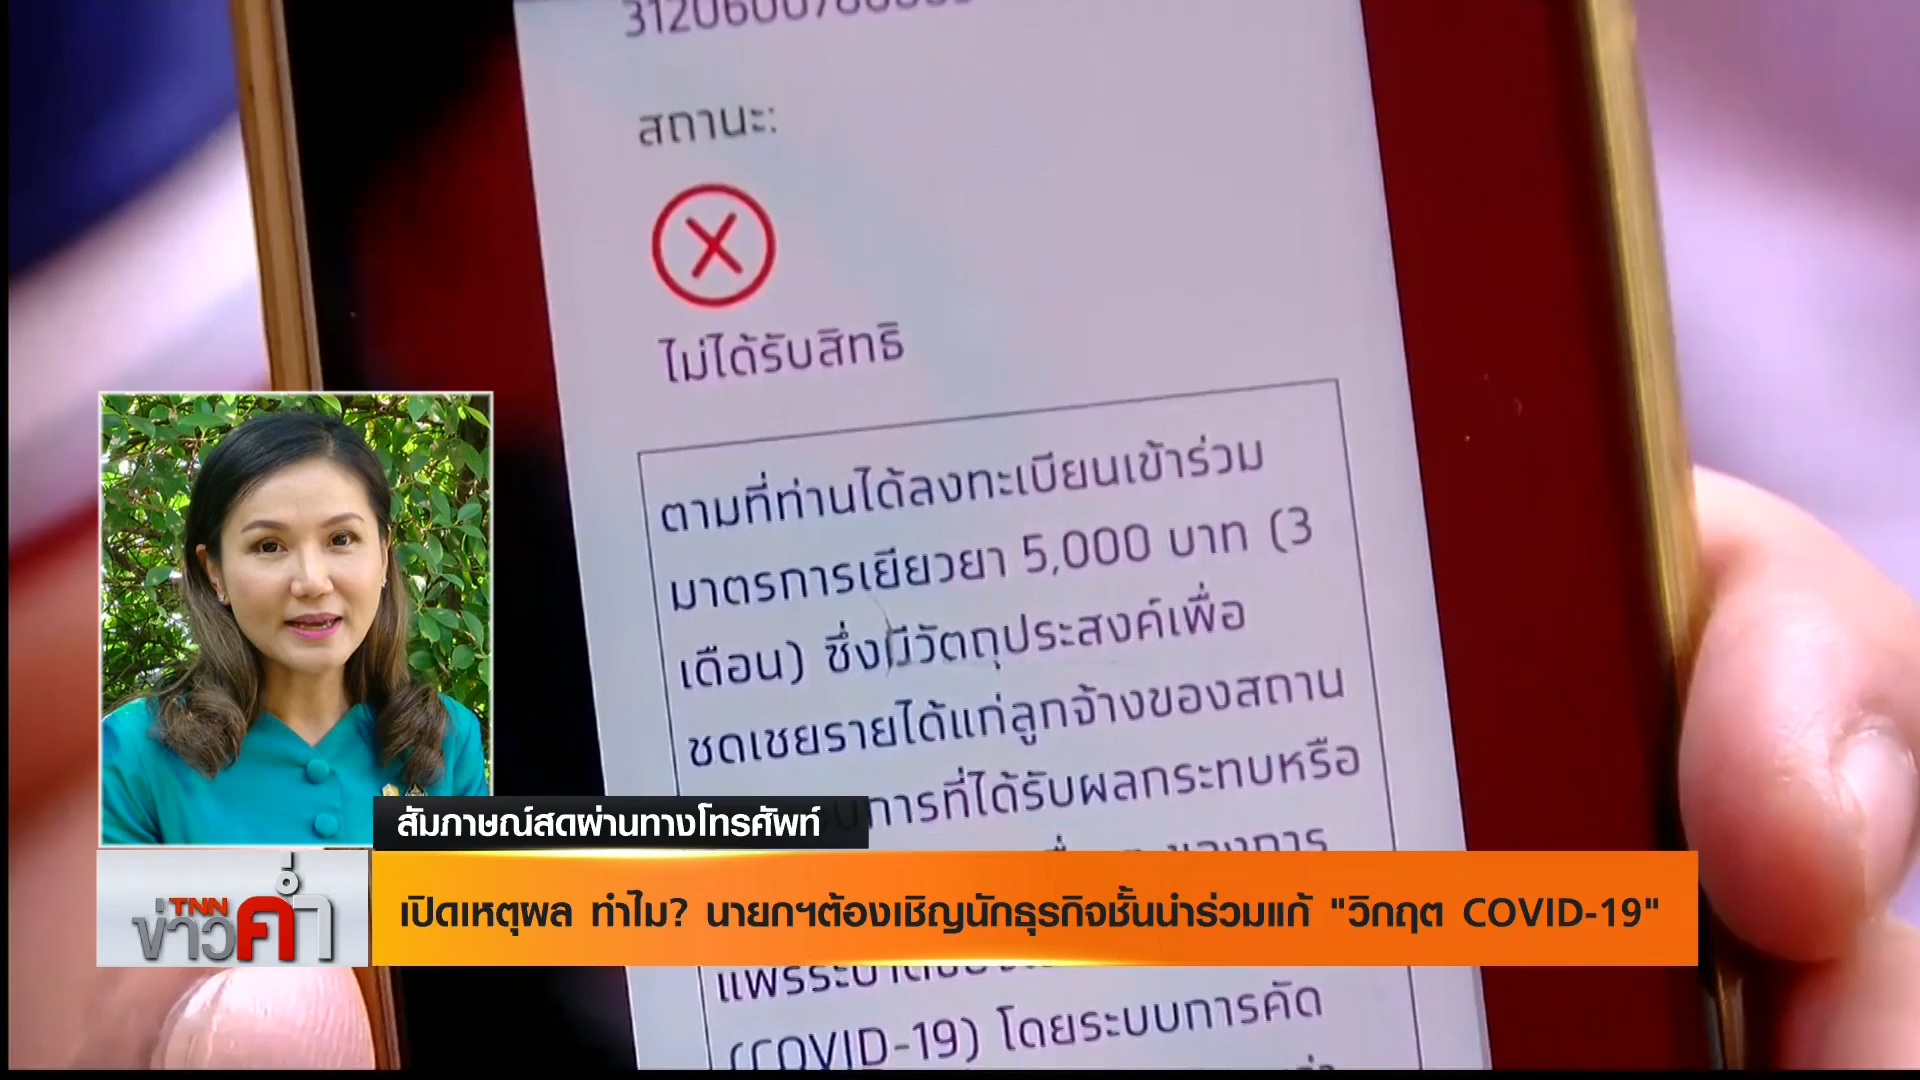 สถานะ:
ไม่ได้รับสิทธิ
ตามที่ท่านได้ลงทะเบียนเข้าร่วม
มาตรการเยียวยา 5,000 บาท (3
เดือน) ซึ่งมีวัตถุประสงค์เพื่อ
ชดเชยรายได้แก่ลูกจ้างของสถาน
การที่ได้รับผลกระทบหรือ
ของการ
(COVID-19) โดยระบบการคัด
สัมภาษณ์สดผ่านทางโทรศัพท์
TNN ข่าวค่ำ
เปิดเหตุผล ทำไม? นายกฯต้องเชิญนักธุรกิจชั้นนำร่วมแก้ "วิกฤต COVID-19"